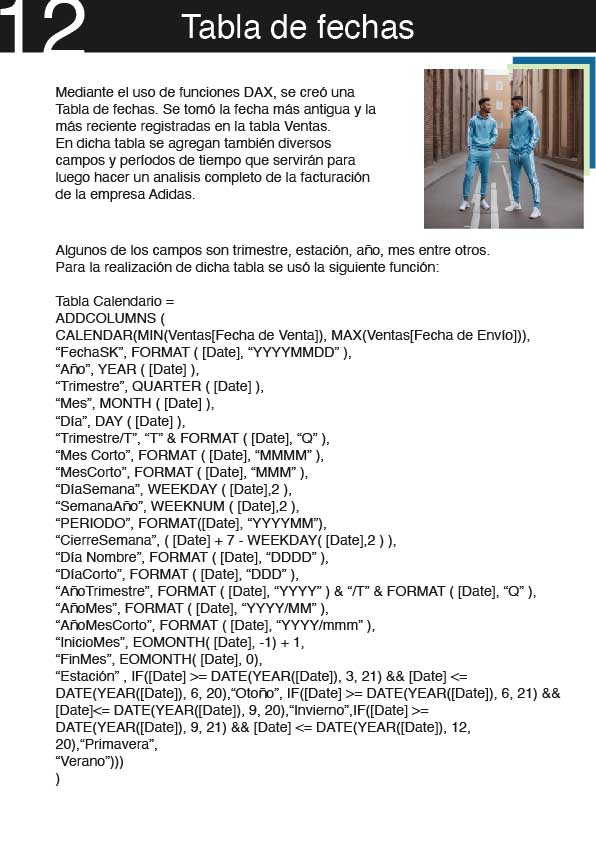 12
Tabla de fechas
Mediante el uso de funciones DAX, se creó una
Tabla de fechas. Se tomó la fecha más antigua y la
más reciente registradas en la tabla Ventas.
En dicha tabla se agregan también diversos
campos y períodos de tiempo que servirán para
luego hacer un analisis completo de la facturación
de la empresa Adidas.
Algunos de los campos son trimestre, estación, año, mes entre otros.
Para la realización de dicha tabla se usó la siguiente función:
Tabla Calendario =
ADDCOLUMNS (
CALENDAR(MIN(Ventas[Fecha de Venta]), MAX(Ventas[Fecha de Envío])),
“FechaSK”, FORMAT ( [Date], “YYYYMMDD” ),
“Año”, YEAR ( [Date] ),
“Trimestre”, QUARTER ( [Date] ),
“Mes”, MONTH ( [Date] ),
“Día”, DAY ( [Date] ),
“Trimestre/T”, “T” & FORMAT ( [Date], “Q” ),
“Mes Corto”, FORMAT ( [Date], “MMMM” ),
“MesCorto”, FORMAT ( [Date], “MMM” ),
“DíaSemana”, WEEKDAY ( [Date],2 ),
“SemanaAño”, WEEKNUM ( [Date],2 ),
“PERIODO”, FORMAT([Date], “YYYYMM”),
“CierreSemana”, ( [Date] + 7 - WEEKDAY( [Date],2 ) ),
“Día Nombre”, FORMAT ( [Date], “DDDD” ),
“DíaCorto”, FORMAT ( [Date], “DDD” ),
“AñoTrimestre”, FORMAT ( [Date], “YYYY” ) & “/T” & FORMAT ( [Date], “Q” ),
“AñoMes”, FORMAT ( [Date], “YYYY/MM” ),
“AñoMesCorto”, FORMAT ( [Date], “YYYY/mmm” ),
“InicioMes”, EOMONTH( [Date], -1) + 1,
“FinMes”, EOMONTH( [Date], 0),
“Estación” , IF([Date] >= DATE(YEAR([Date]), 3, 21) && [Date] <=
DATE(YEAR([Date]), 6, 20),“Otoño”, IF([Date] >= DATE(YEAR([Date]), 6, 21) &&
[Date]<= DATE(YEAR([Date]), 9, 20),“Invierno”,IF([Date] >=
DATE(YEAR([Date]), 9, 21) && [Date] <= DATE(YEAR([Date]), 12,
20),“Primavera”,
“Verano”)))
)